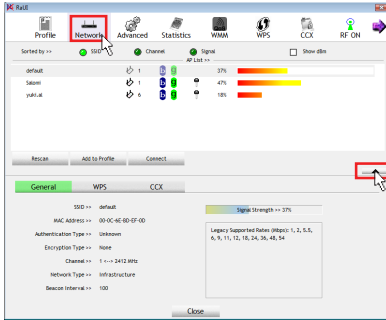 RaUI
Profile Network Advanced Statistics WMM WPS CCX RF ON
Sorted by >> SSID Channel Signal Show dBm
AP List >>
default 1 b g 37%
Salomi 1 b g 47%
yukt.al 6 b g 18%
Rescan Add to Profile Connect
General WPS CCX
SSID >> default
MAC Address >> 00-0C-6E-BD-EF-0D
Authentication Type >> Unknown
Encryption Type >> None
Channel >> 1 <--> 2412 MHz
Network Type >> Infrastructure
Beacon Interval >> 100
Signal Strength >> 37%
Legacy Supported Rates (Mbps): 1, 2, 5.5,
6, 9, 11, 12, 18, 24, 36, 48, 54
Close